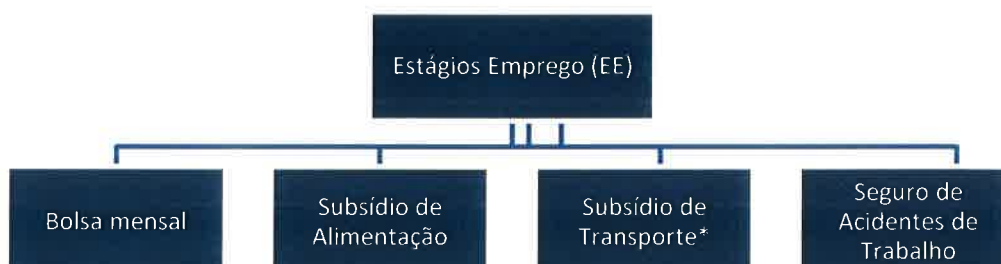 Estágios Emprego (EE)
Bolsa mensal
Subsídio de
Alimentação
Subsídio de
Transporte*
Seguro de
Acidentes de
Trabalho